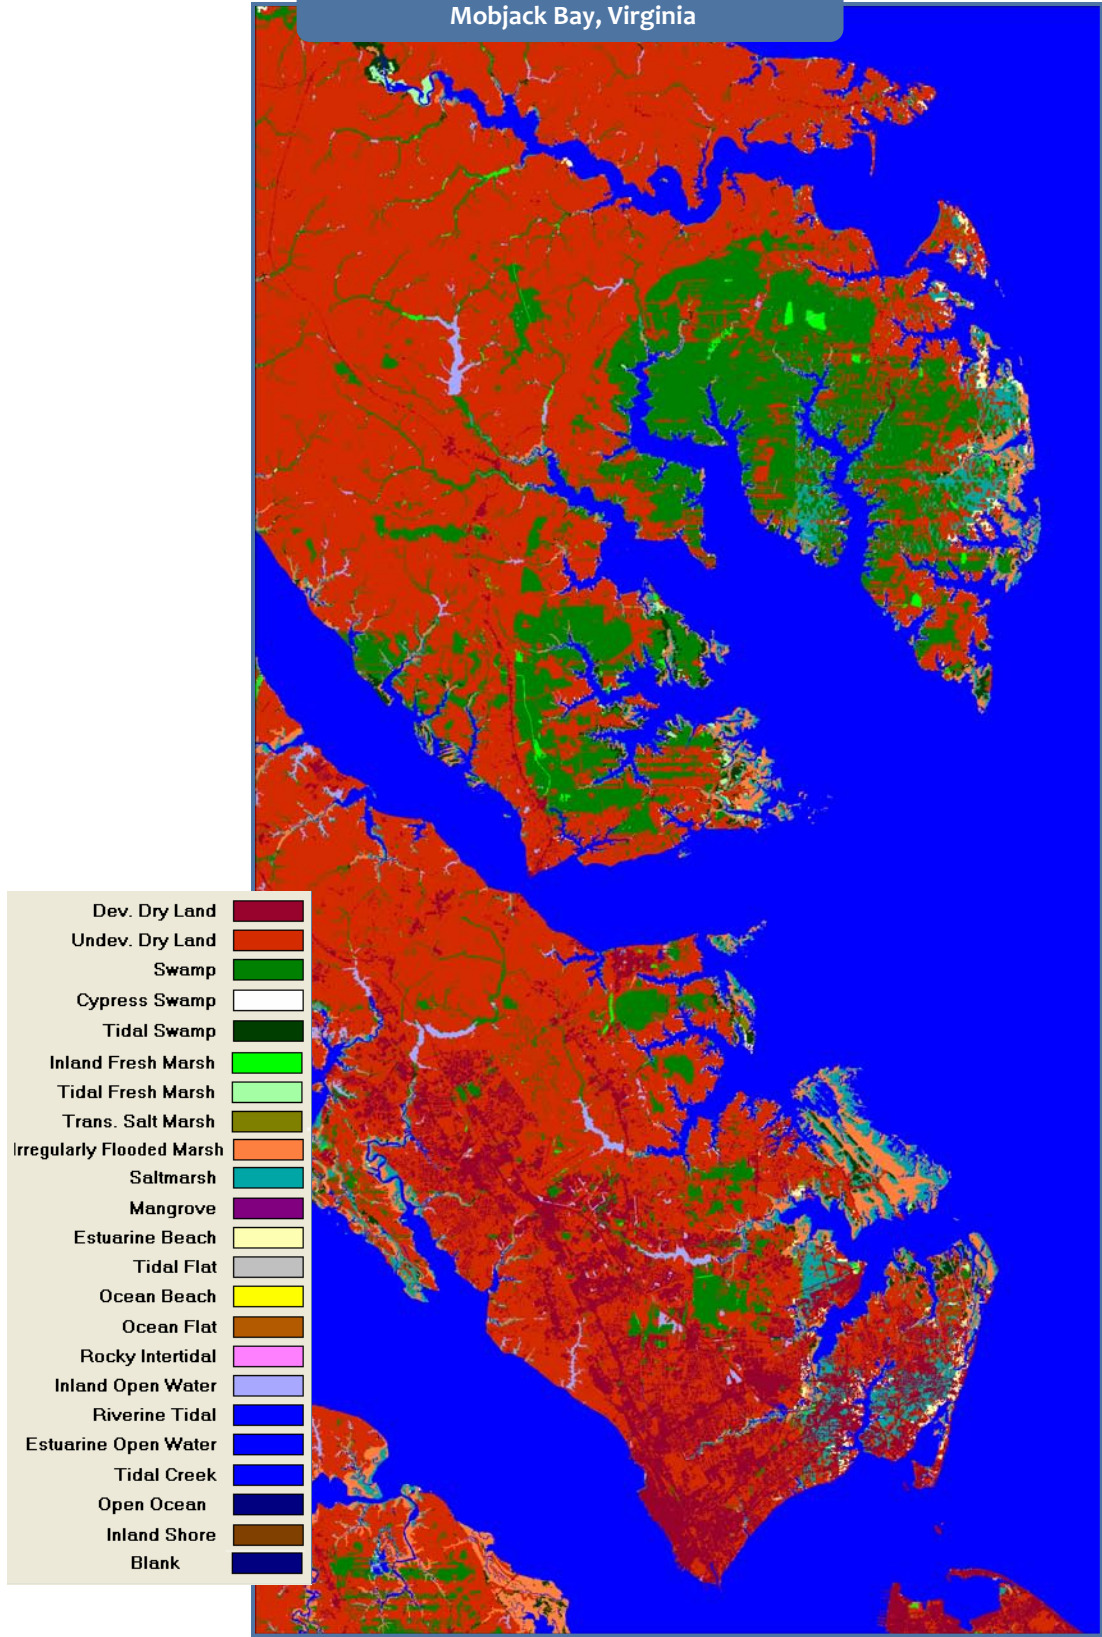 Mobjack Bay, Virginia
Dev. Dry Land
Undev. Dry Land
Swamp
Cypress Swamp
Tidal Swamp
Inland Fresh Marsh
Tidal Fresh Marsh
Trans. Salt Marsh
Irregularly Flooded Marsh
Saltmarsh
Mangrove
Estuarine Beach
Tidal Flat
Ocean Beach
Ocean Flat
Rocky Intertidal
Inland Open Water
Riverine Tidal
Estuarine Open Water
Tidal Creek
Open Ocean
Inland Shore
Blank